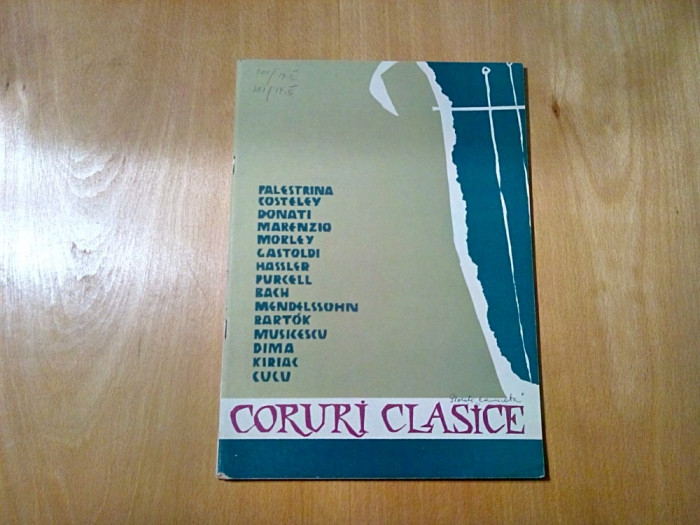 PALESTRINA
COSTELEY
DONATI
MARENZIO
MORLEY
GASTOLDI
HASSLER
PURCELL
BACH
MENDELSSOHN
BARTÓK
MUSICESCU
DIMA
KIRIAC
CUCU
CORURI CLASICE